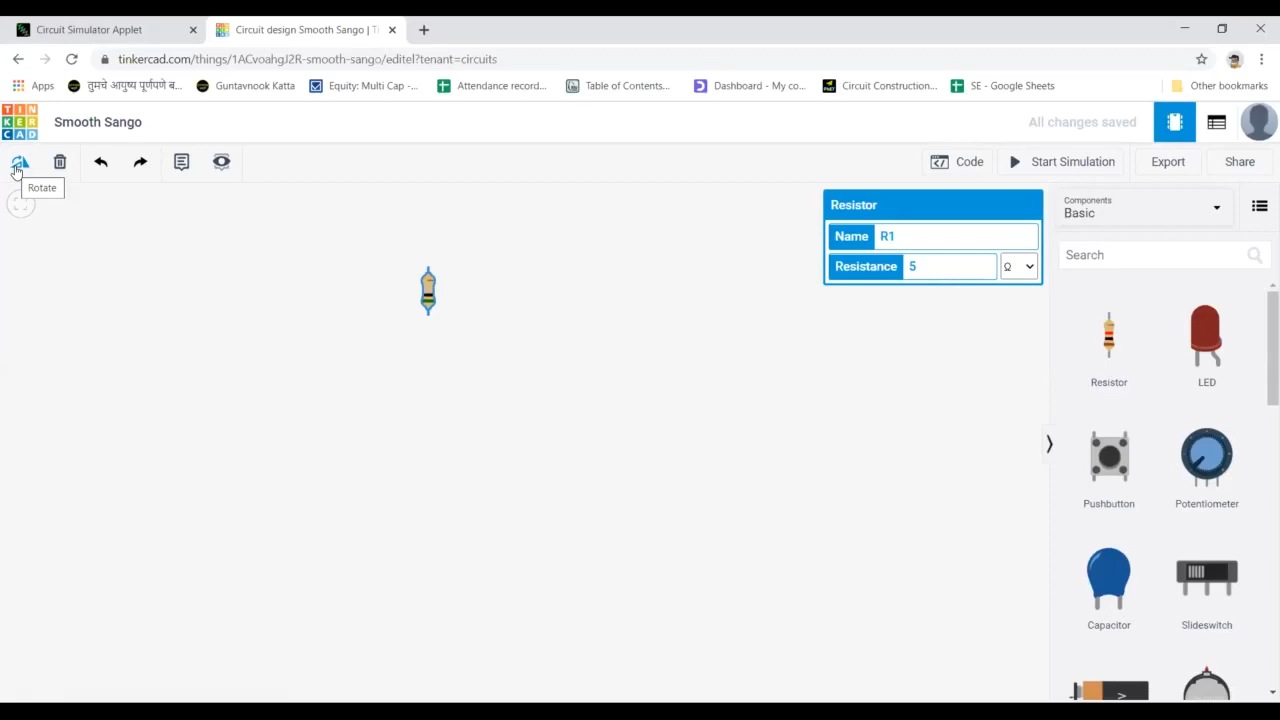 Circuit Simulator Applet
Circuit design Smooth Sango | Ti
tinkercad.com/things/1ACvoahgJ2R-smooth-sango/editel?tenant=circuits
Apps
तुमचे आयुष्य पूर्णपणे ब...
Guntavnook Katta
Equity: Multi Cap -...
Attendance record...
Table of Contents...
Dashboard - My co...
Circuit Construction...
SE - Google Sheets
Other bookmarks
TIN
KER
CAD
Smooth Sango
All changes saved
Code
Start Simulation
Export
Share
Rotate
Resistor
Name R1
Resistance 5 Ω
Components
Basic
Search
Resistor
LED
Pushbutton
Potentiometer
Capacitor
Slideswitch